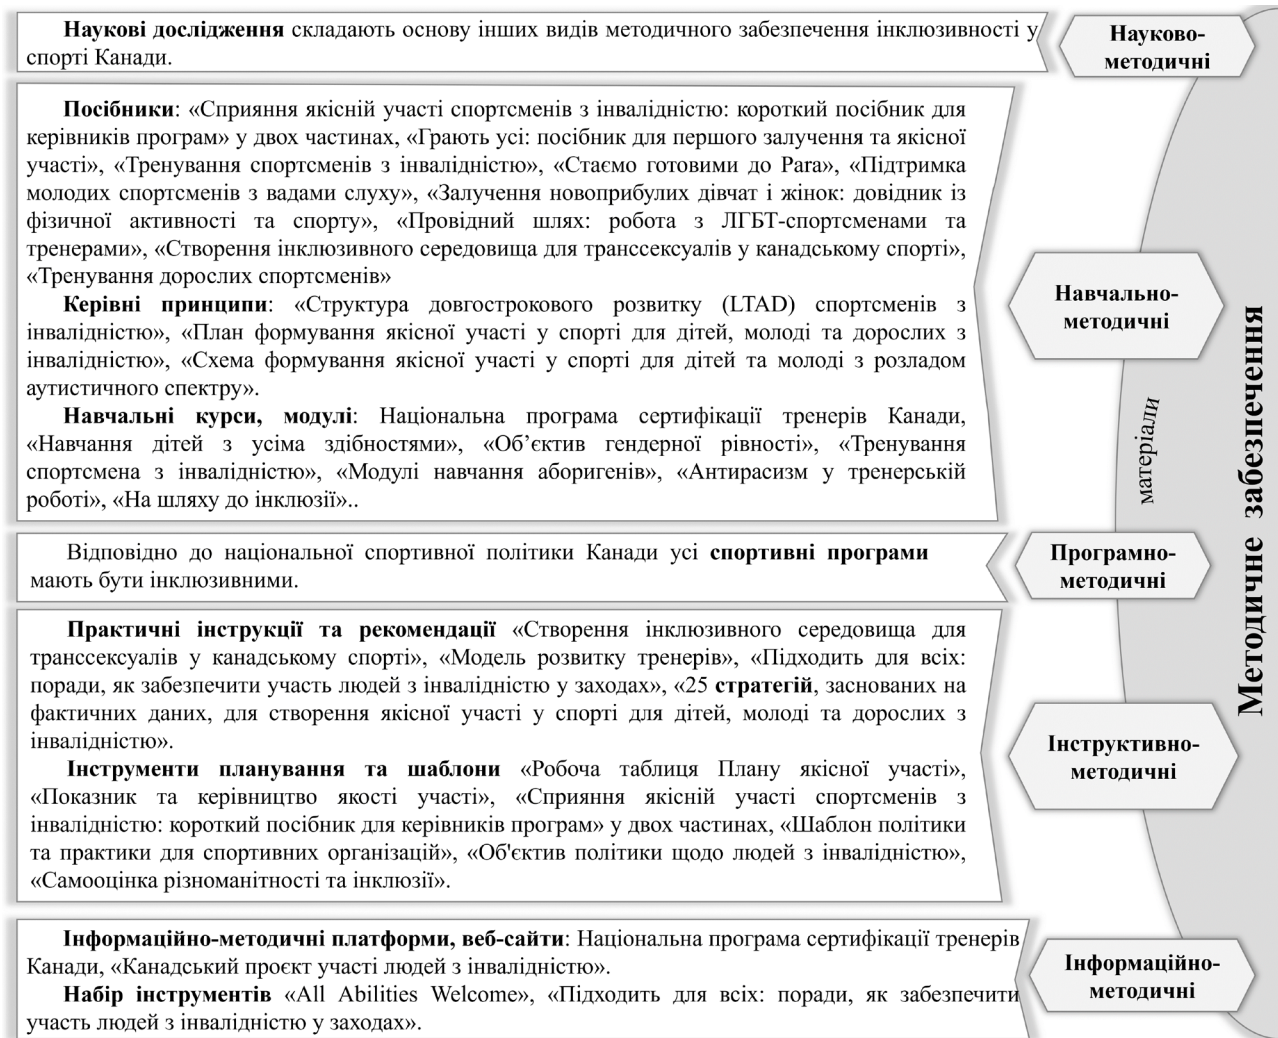 Наукові дослідження складають основу інших видів методичного забезпечення інклюзивності у
спорті Канади.
Науково-
методичні
Посібники: «Сприяння якісній участі спортсменів з інвалідністю: короткий посібник для
керівників програм» у двох частинах, «Грають усі: посібник для першого залучення та якісної
участі», «Тренування спортсменів з інвалідністю», «Стаємо готовими до Para», «Підтримка
молодих спортсменів з вадами слуху», «Залучення новоприбулих дівчат і жінок: довідник із
фізичної активності та спорту», «Провідний шлях: робота з ЛГБТ-спортсменами та
тренерами», «Створення інклюзивного середовища для транссексуалів у канадському спорті»,
«Тренування дорослих спортсменів»
Керівні принципи: «Структура довгострокового розвитку (LTAD) спортсменів з
інвалідністю», «План формування якісної участі у спорті для дітей, молоді та дорослих з
інвалідністю», «Схема формування якісної участі у спорті для дітей та молоді з розладом
аутистичного спектру».
Навчальні курси, модулі: Національна програма сертифікації тренерів Канади,
«Навчання дітей з усіма здібностями», «Об’єктив гендерної рівності», «Тренування
спортсмена з інвалідністю», «Модулі навчання аборигенів», «Антирасизм у тренерській
роботі», «На шляху до інклюзії»..
Навчально-
методичні
Відповідно до національної спортивної політики Канади усі спортивні програми
мають бути інклюзивними.
Програмно-
методичні
Практичні інструкції та рекомендації «Створення інклюзивного середовища для
транссексуалів у канадському спорті», «Модель розвитку тренерів», «Підходить для всіх:
поради, як забезпечити участь людей з інвалідністю у заходах», «25 стратегій, заснованих на
фактичних даних, для створення якісної участі у спорті для дітей, молоді та дорослих з
інвалідністю».
Інструменти планування та шаблони «Робоча таблиця Плану якісної участі»,
«Показник та керівництво якості участі», «Сприяння якісній участі спортсменів з
інвалідністю: короткий посібник для керівників програм» у двох частинах, «Шаблон політики
та практики для спортивних організацій», «Об'єктив політики щодо людей з інвалідністю»,
«Самооцінка різноманітності та інклюзії».
Інструктивно-
методичні
Інформаційно-методичні платформи, веб-сайти: Національна програма сертифікації тренерів
Канади, «Канадський проєкт участі людей з інвалідністю».
Набір інструментів «All Abilities Welcome», «Підходить для всіх: поради, як забезпечити
участь людей з інвалідністю у заходах».
Інформаційно-
методичні
матеріали
Методичне забезпечення